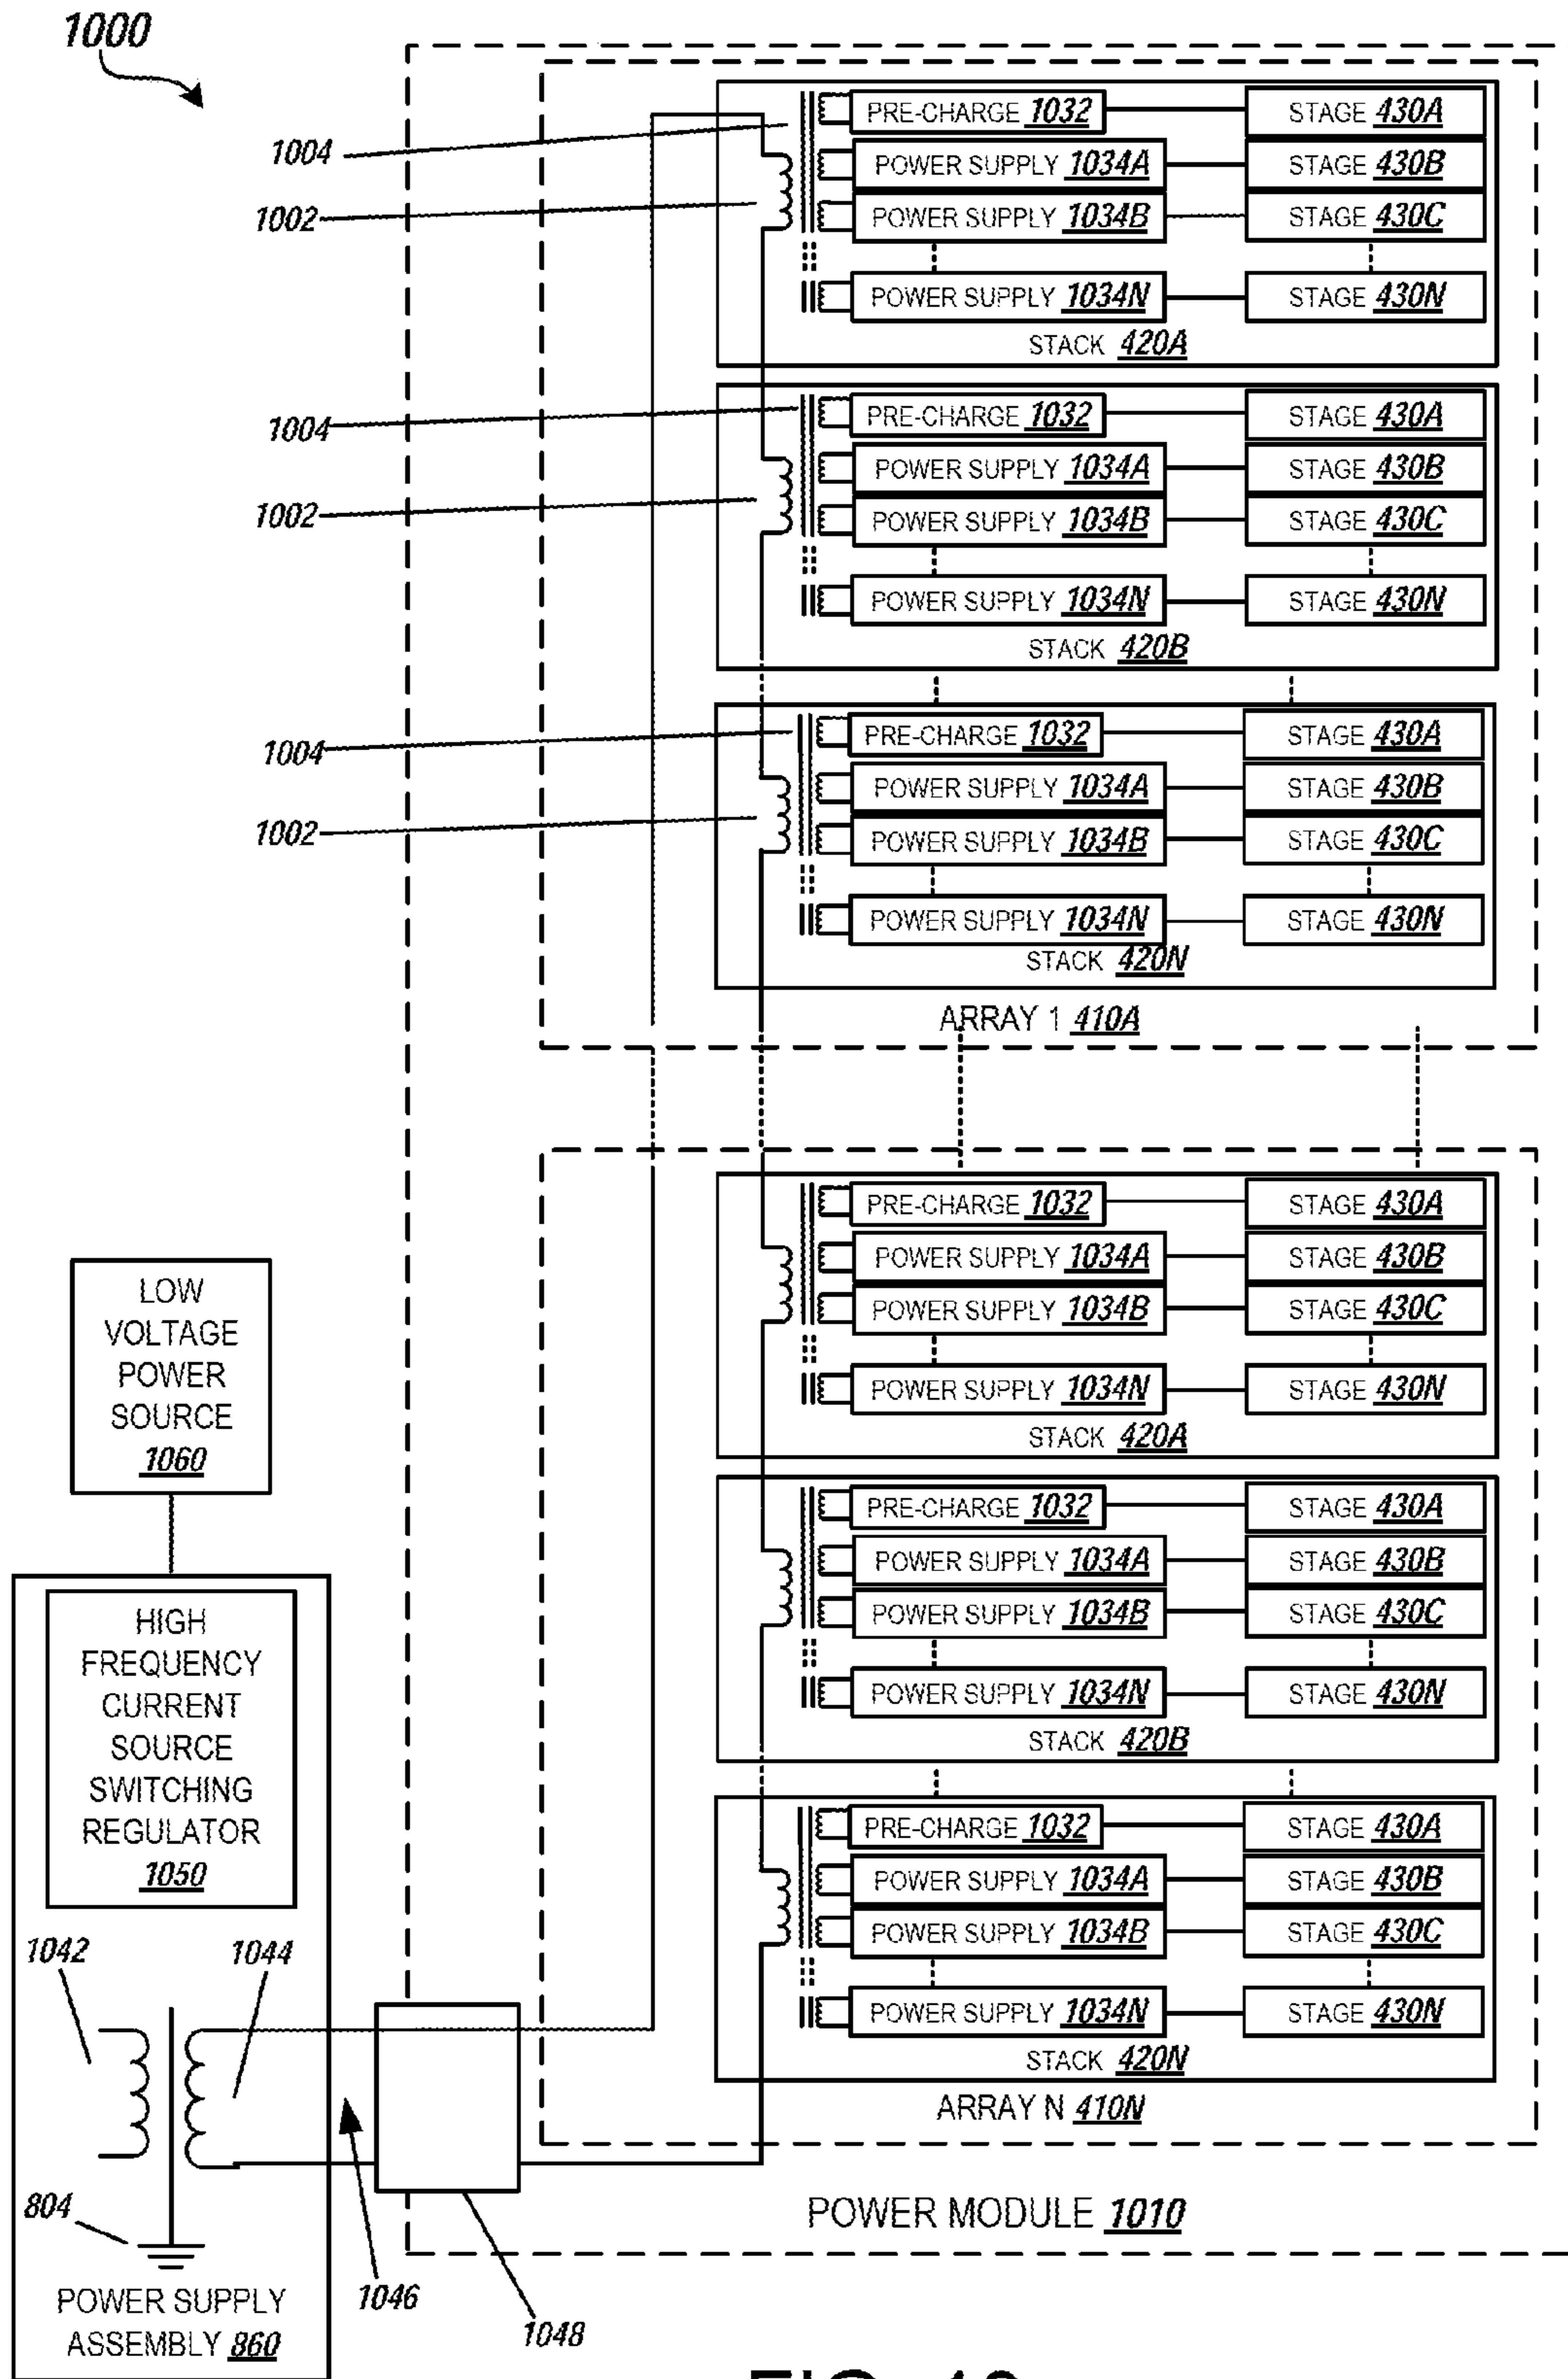 1000
1004
1002
PRE-CHARGE 1032
STAGE 430A
POWER SUPPLY 1034A
STAGE 430B
POWER SUPPLY 1034B
STAGE 430C
POWER SUPPLY 1034N
STAGE 430N
STACK 420A
1004
1002
PRE-CHARGE 1032
STAGE 430A
POWER SUPPLY 1034A
STAGE 430B
POWER SUPPLY 1034B
STAGE 430C
POWER SUPPLY 1034N
STAGE 430N
STACK 420B
1004
1002
PRE-CHARGE 1032
STAGE 430A
POWER SUPPLY 1034A
STAGE 430B
POWER SUPPLY 1034B
STAGE 430C
POWER SUPPLY 1034N
STAGE 430N
STACK 420N
ARRAY 1 410A
PRE-CHARGE 1032
STAGE 430A
POWER SUPPLY 1034A
STAGE 430B
POWER SUPPLY 1034B
STAGE 430C
POWER SUPPLY 1034N
STAGE 430N
STACK 420A
PRE-CHARGE 1032
STAGE 430A
POWER SUPPLY 1034A
STAGE 430B
POWER SUPPLY 1034B
STAGE 430C
POWER SUPPLY 1034N
STAGE 430N
STACK 420B
PRE-CHARGE 1032
STAGE 430A
POWER SUPPLY 1034A
STAGE 430B
POWER SUPPLY 1034B
STAGE 430C
POWER SUPPLY 1034N
STAGE 430N
STACK 420N
ARRAY N 410N
POWER MODULE 1010
LOW
VOLTAGE
POWER
SOURCE
1060
HIGH
FREQUENCY
CURRENT
SOURCE
SWITCHING
REGULATOR
1050
1042
1044
804
POWER SUPPLY
ASSEMBLY 860
1046
1048